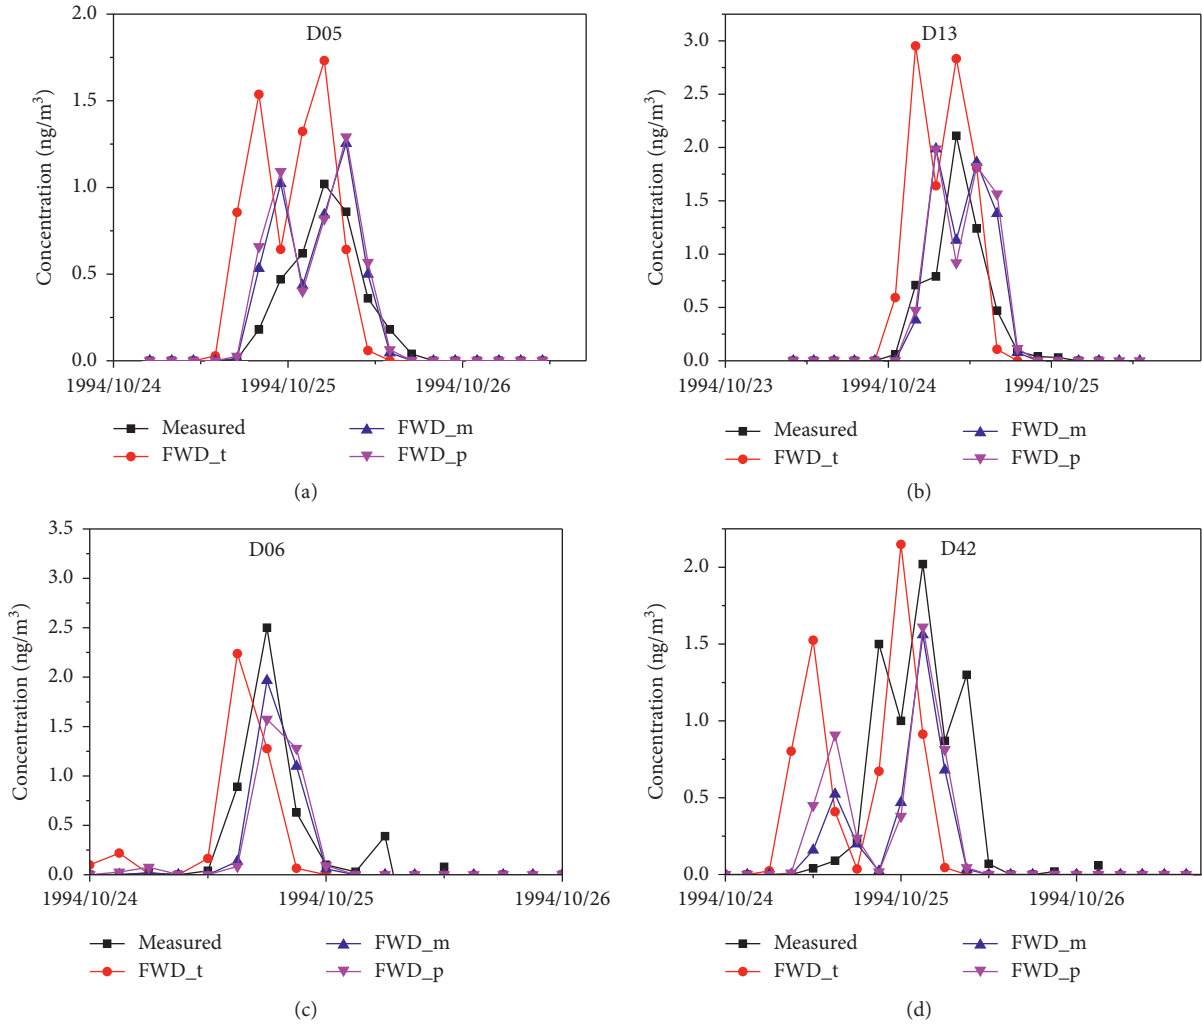 D05
Concentration (ng/m³)
2.0
1.5
1.0
0.5
0.0
1994/10/24 1994/10/25 1994/10/26
Measured FWD_m
FWD_t FWD_p
(a)
D13
Concentration (ng/m³)
3.0
2.5
2.0
1.5
1.0
0.5
0.0
1994/10/23 1994/10/24 1994/10/25
Measured FWD_m
FWD_t FWD_p
(b)
D06
Concentration (ng/m³)
3.5
3.0
2.5
2.0
1.5
1.0
0.5
0.0
1994/10/24 1994/10/25 1994/10/26
Measured FWD_m
FWD_t FWD_p
(c)
D42
Concentration (ng/m³)
2.0
1.5
1.0
0.5
0.0
1994/10/24 1994/10/25 1994/10/26
Measured FWD_m
FWD_t FWD_p
(d)